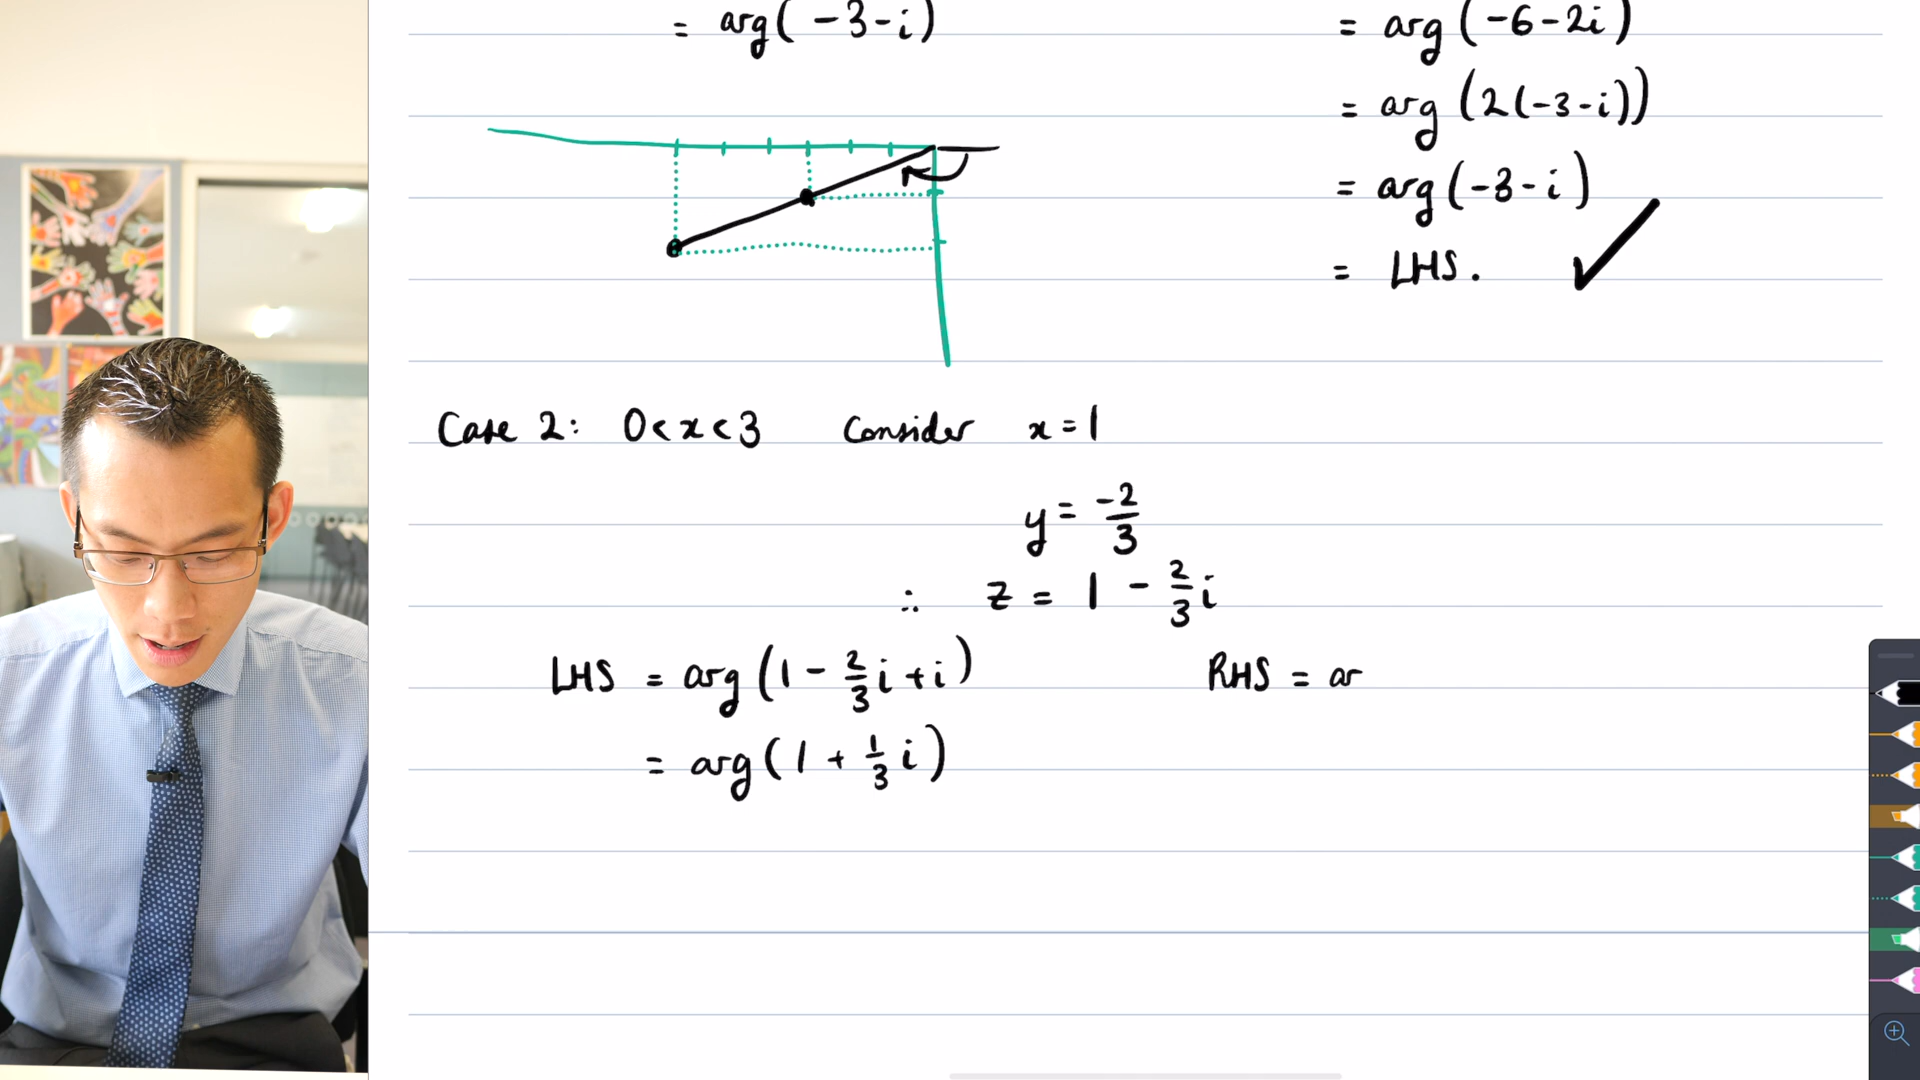 = arg(-3-i)
= arg(-6-2i)
= arg(2(-3-i))
= arg(-3-i)
= LHS.
Case 2: 0<x<3 Consider x=1
y = -2/3
∴ z = 1 - 2/3 i
LHS = arg(1 - 2/3 i + i)
RHS = ar
= arg(1 + 1/3 i)